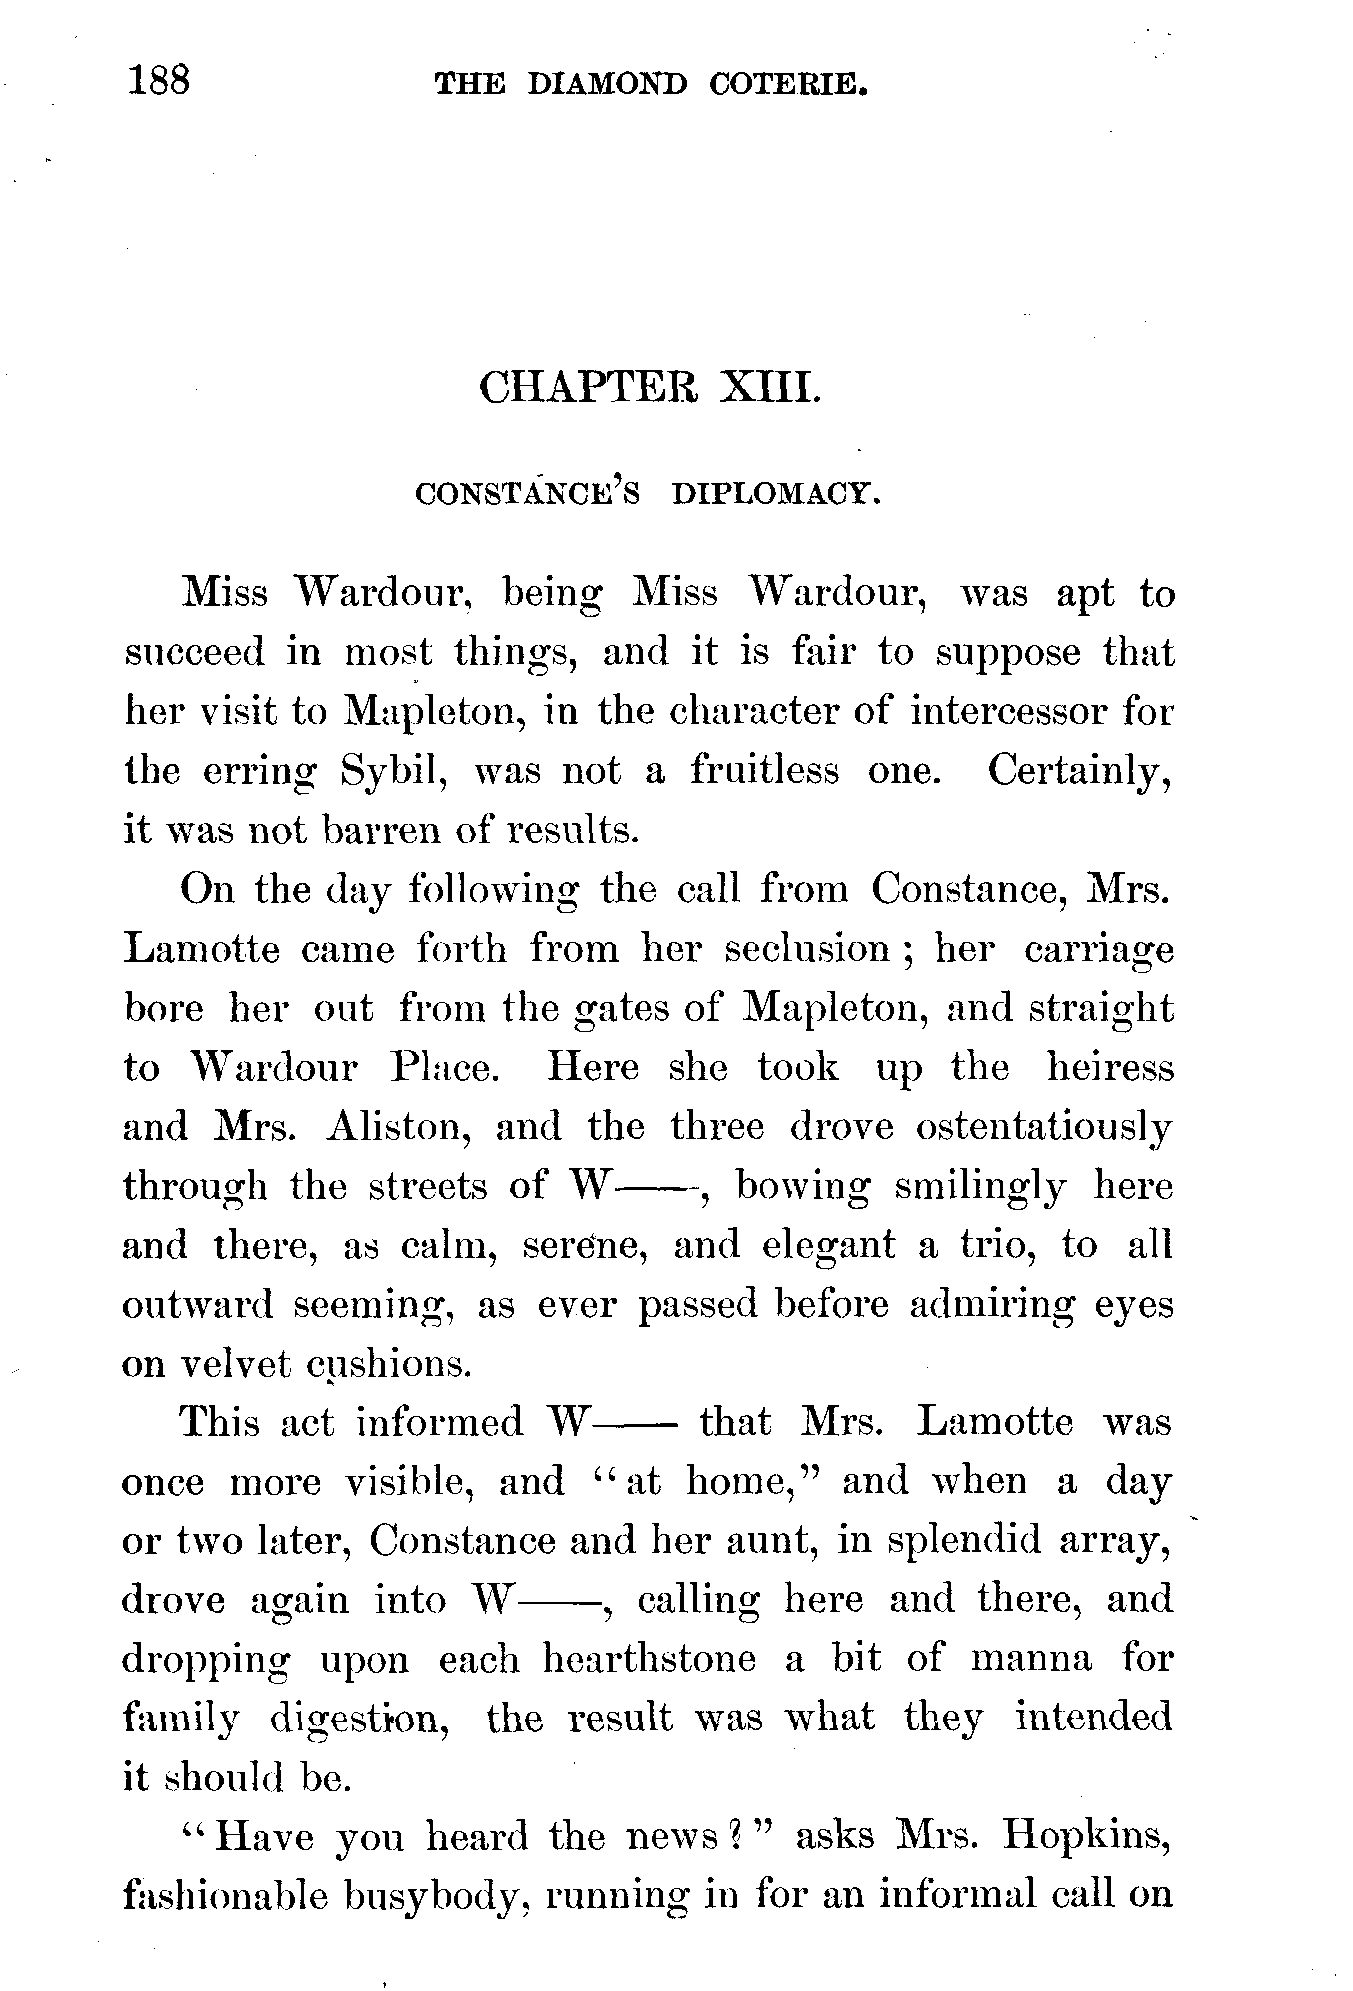 188 THE DIAMOND COTERIE.
CHAPTER XIII.
CONSTANCE'S DIPLOMACY.
Miss Wardour, being Miss Wardour, was apt to
succeed in most things, and it is fair to suppose that
her visit to Mapleton, in the character of intercessor for
the erring Sybil, was not a fruitless one. Certainly,
it was not barren of results.
On the day following the call from Constance, Mrs.
Lamotte came forth from her seclusion; her carriage
bore her out from the gates of Mapleton, and straight
to Wardour Place. Here she took up the heiress
and Mrs. Aliston, and the three drove ostentatiously
through the streets of W——, bowing smilingly here
and there, as calm, serene, and elegant a trio, to all
outward seeming, as ever passed before admiring eyes
on velvet cushions.
This act informed W—— that Mrs. Lamotte was
once more visible, and "at home," and when a day
or two later, Constance and her aunt, in splendid array,
drove again into W——, calling here and there, and
dropping upon each hearthstone a bit of manna for
family digestion, the result was what they intended
it should be.
"Have you heard the news?" asks Mrs. Hopkins,
fashionable busybody, running in for an informal call on